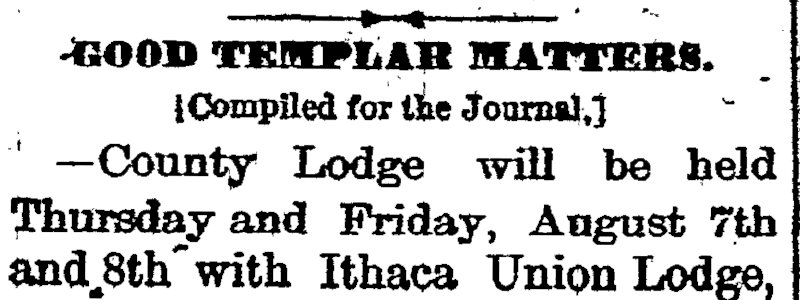 GOOD TEMPLAR MATTERS.
[Compiled for the Journal.]
—County Lodge will be held
Thursday and Friday, August 7th
and 8th with Ithaca Union Lodge,